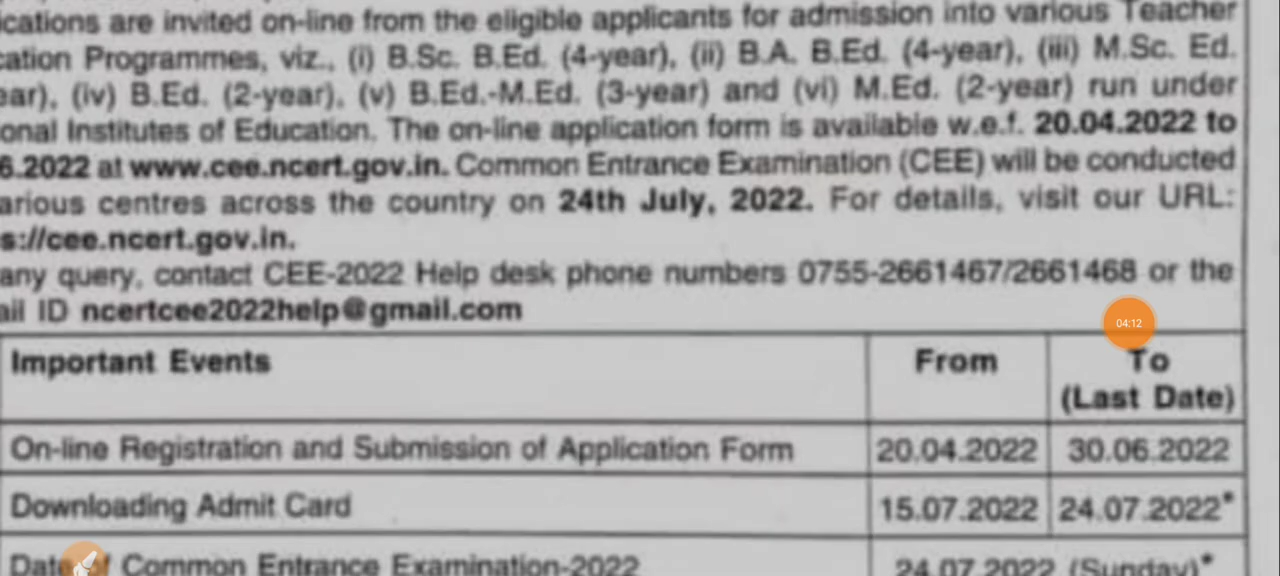 ications are invited on-line from the eligible applicants for admission into various Teacher
cation Programmes, viz., (i) B.Sc. B.Ed. (4-year), (ii) B.A. B.Ed. (4-year), (iii) M.Sc. Ed.
ear), (iv) B.Ed. (2-year), (v) B.Ed.-M.Ed. (3-year) and (vi) M.Ed. (2-year) run under
onal Institutes of Education. The on-line application form is available w.e.f. 20.04.2022 to
6.2022 at www.cee.ncert.gov.in. Common Entrance Examination (CEE) will be conducted
arious centres across the country on 24th July, 2022. For details, visit our URL:
s://cee.ncert.gov.in.
any query, contact CEE-2022 Help desk phone numbers 0755-2661467/2661468 or the
ail ID ncertcee2022help@gmail.com
04:12
Important Events From To
(Last Date)
On-line Registration and Submission of Application Form 20.04.2022 30.06.2022
Downloading Admit Card 15.07.2022 24.07.2022*
Date of Common Entrance Examination-2022 24.07.2022 (Sunday)*